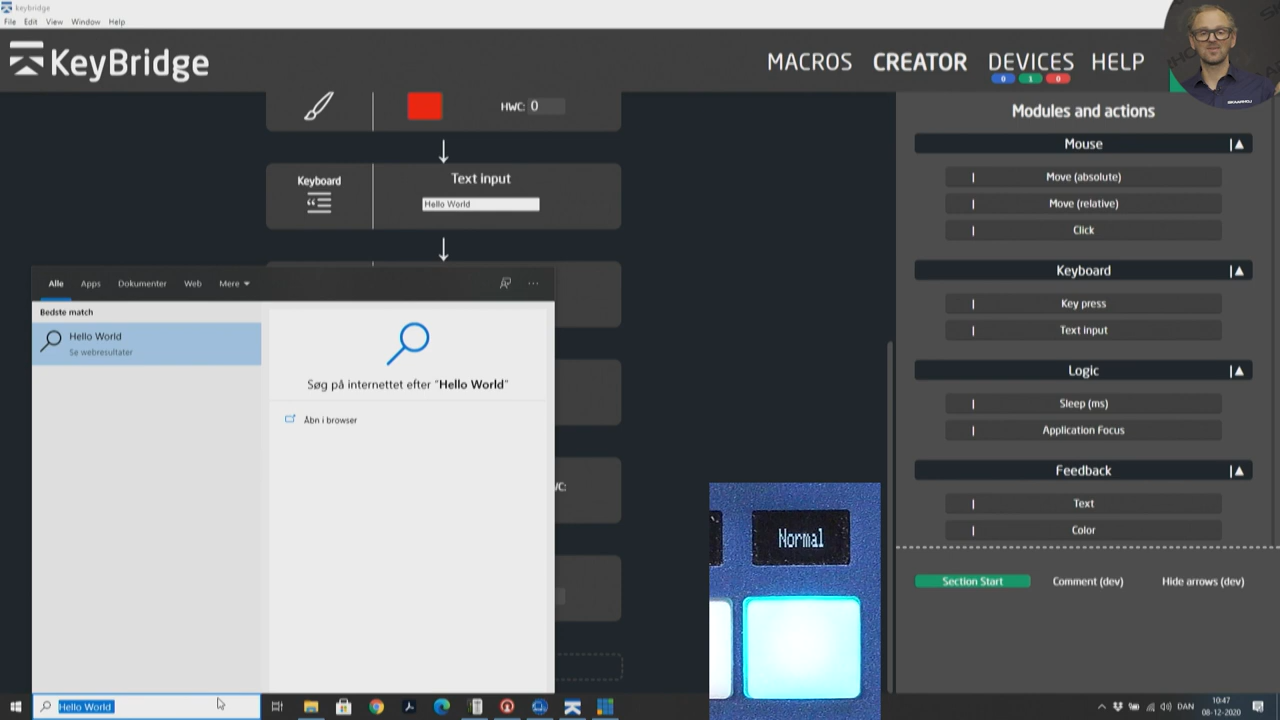 keybridge
File Edit View Window Help
KeyBridge
MACROS CREATOR DEVICES HELP
0 1 0
HWC: 0
Keyboard
Text input
Hello World
Alle Apps Dokumenter Web Mere
Bedste match
Hello World
Se webresultater
Søg på internettet efter "Hello World"
Åbn i browser
Modules and actions
Mouse
Move (absolute)
Move (relative)
Click
Keyboard
Key press
Text input
Logic
Sleep (ms)
Application Focus
Feedback
Text
Color
Section Start Comment (dev) Hide arrows (dev)
Normal
Hello World
DAN
10:47
08-12-2020